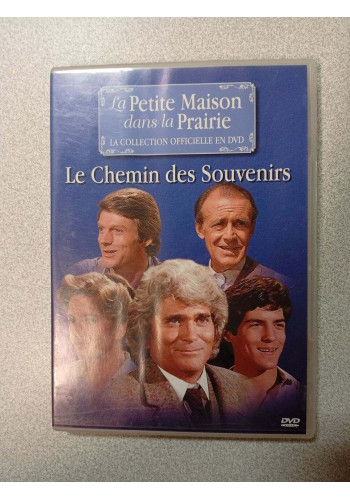 La Petite Maison
dans la Prairie
LA COLLECTION OFFICIELLE EN DVD
Le Chemin des Souvenirs
DVD